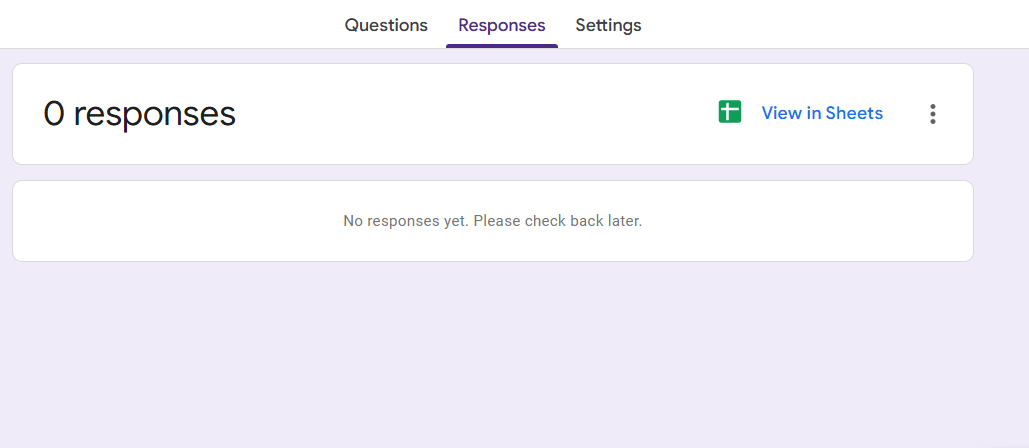 Questions Responses Settings
0 responses View in Sheets
No responses yet. Please check back later.